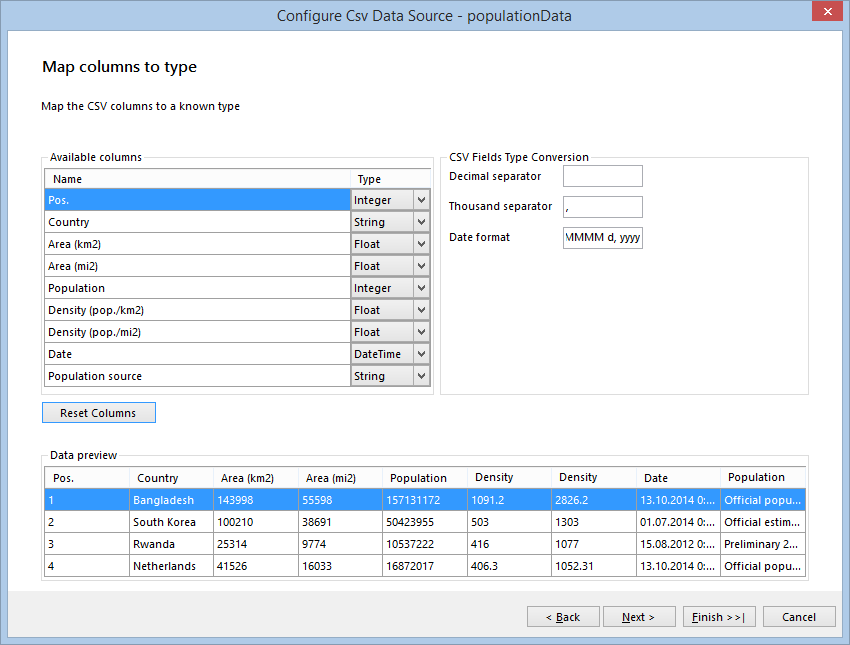 Configure Csv Data Source - populationData
Map columns to type
Map the CSV columns to a known type
Available columns
Name Type
Pos. Integer
Country String
Area (km2) Float
Area (mi2) Float
Population Integer
Density (pop./km2) Float
Density (pop./mi2) Float
Date DateTime
Population source String
CSV Fields Type Conversion
Decimal separator
Thousand separator ,
Date format MMMM d, yyyy
Reset Columns
Data preview
Pos. Country Area (km2) Area (mi2) Population Density Density Date Population
1 Bangladesh 143998 55598 157131172 1091.2 2826.2 13.10.2014 0:... Official popu...
2 South Korea 100210 38691 50423955 503 1303 01.07.2014 0:... Official estim...
3 Rwanda 25314 9774 10537222 416 1077 15.08.2012 0:... Preliminary 2...
4 Netherlands 41526 16033 16872017 406.3 1052.31 13.10.2014 0:... Official popu...
< Back Next > Finish >>| Cancel